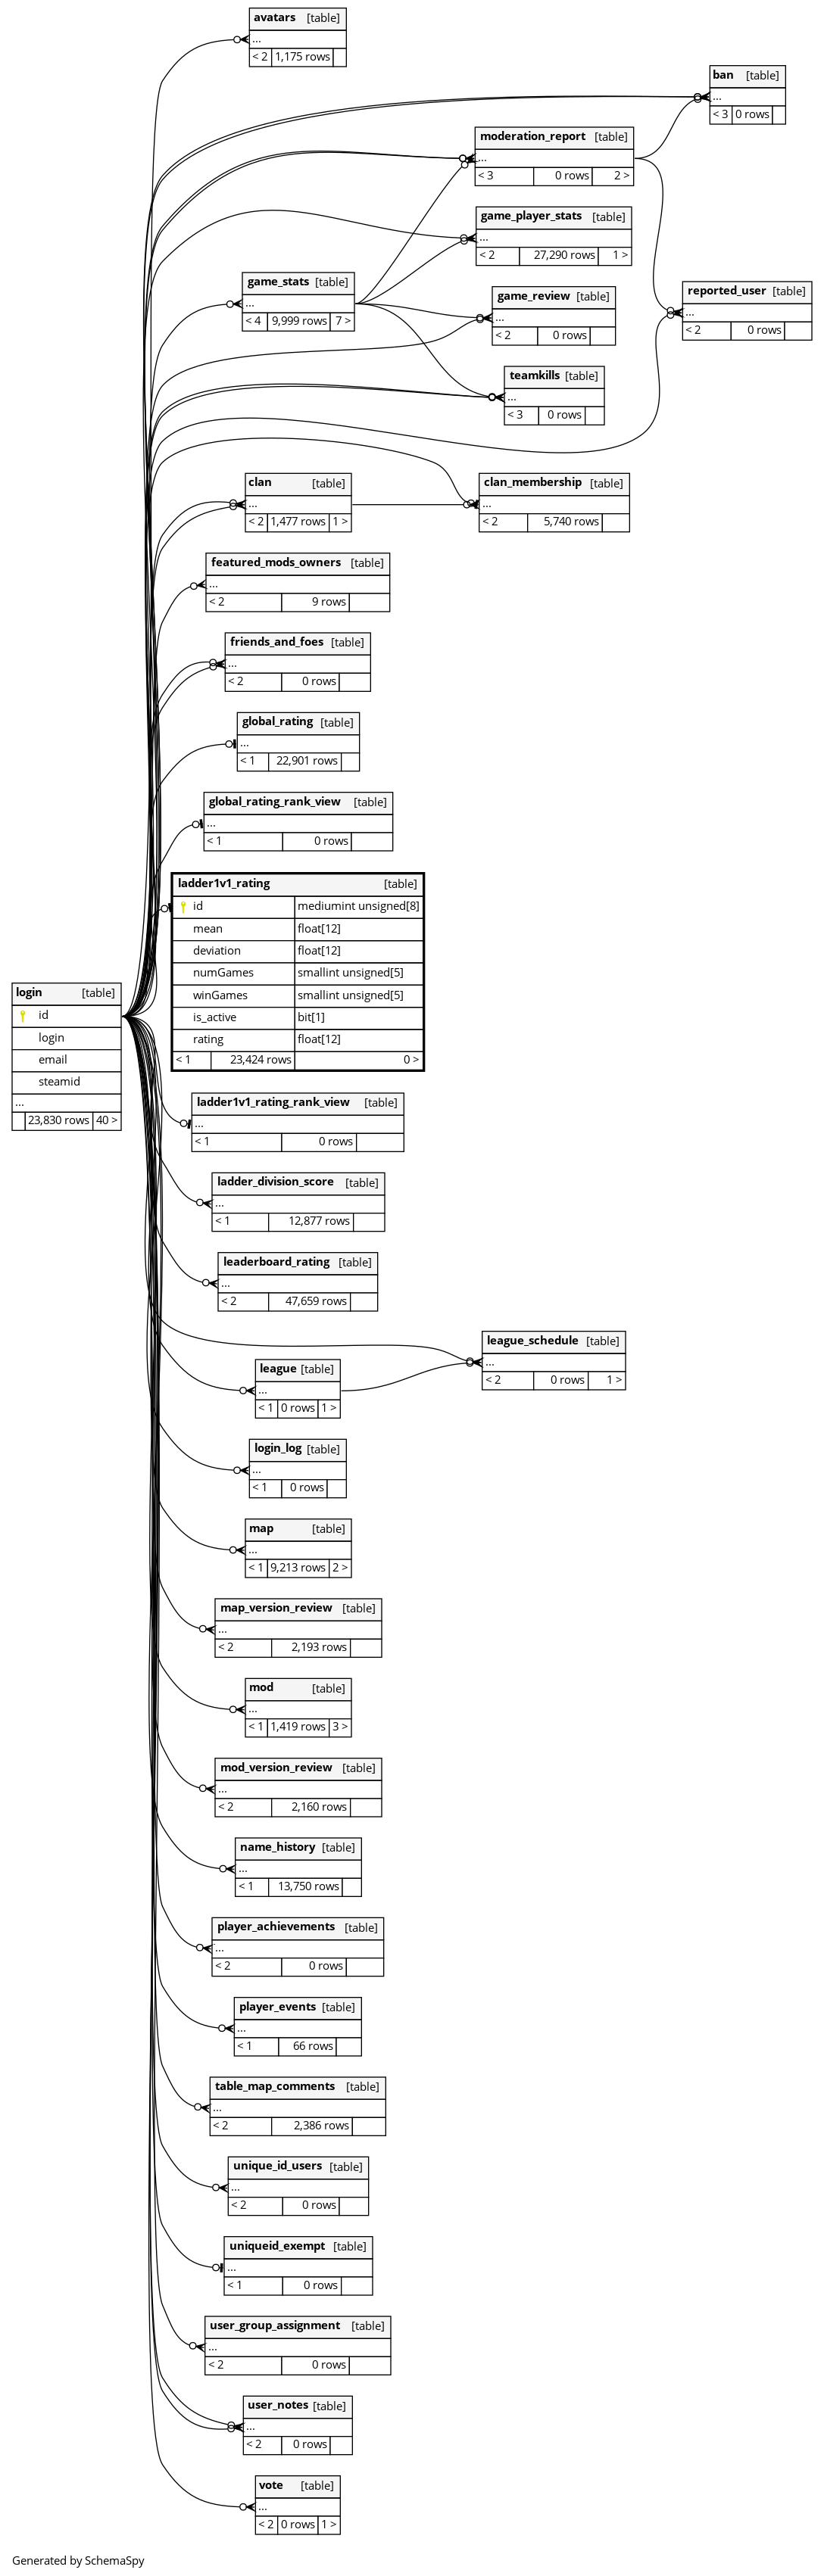 avatars [table]
...
< 2 1,175 rows
ban [table]
...
< 3 0 rows
moderation_report [table]
...
< 3 0 rows 2 >
game_player_stats [table]
...
< 2 27,290 rows 1 >
game_stats [table]
...
< 4 9,999 rows 7 >
reported_user [table]
...
< 2 0 rows
game_review [table]
...
< 2 0 rows
teamkills [table]
...
< 3 0 rows
clan [table]
...
< 2 1,477 rows 1 >
clan_membership [table]
...
< 2 5,740 rows
featured_mods_owners [table]
...
< 2 9 rows
friends_and_foes [table]
...
< 2 0 rows
global_rating [table]
...
< 1 22,901 rows
global_rating_rank_view [table]
...
< 1 0 rows
ladder1v1_rating [table]
id mediumint unsigned[8]
mean float[12]
deviation float[12]
numGames smallint unsigned[5]
winGames smallint unsigned[5]
is_active bit[1]
rating float[12]
< 1 23,424 rows 0 >
login [table]
id
login
email
steamid
...
23,830 rows 40 >
ladder1v1_rating_rank_view [table]
...
< 1 0 rows
ladder_division_score [table]
...
< 1 12,877 rows
leaderboard_rating [table]
...
< 2 47,659 rows
league_schedule [table]
...
< 2 0 rows 1 >
league [table]
...
< 1 0 rows 1 >
login_log [table]
...
< 1 0 rows
map [table]
...
< 1 9,213 rows 2 >
map_version_review [table]
...
< 2 2,193 rows
mod [table]
...
< 1 1,419 rows 3 >
mod_version_review [table]
...
< 2 2,160 rows
name_history [table]
...
< 1 13,750 rows
player_achievements [table]
...
< 2 0 rows
player_events [table]
...
< 1 66 rows
table_map_comments [table]
...
< 2 2,386 rows
unique_id_users [table]
...
< 2 0 rows
uniqueid_exempt [table]
...
< 1 0 rows
user_group_assignment [table]
...
< 2 0 rows
user_notes [table]
...
< 2 0 rows
vote [table]
...
< 2 0 rows 1 >
Generated by SchemaSpy